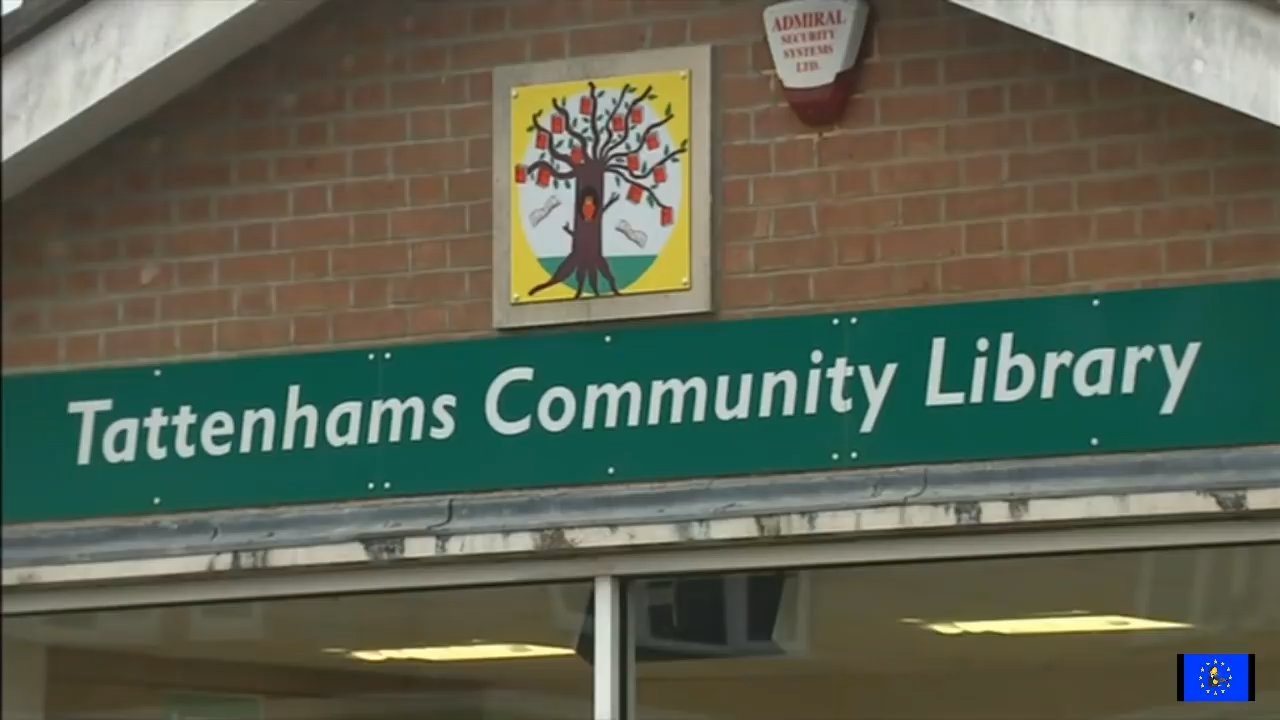 ADMIRAL
SECURITY
SYSTEMS
LTD.
Tattenhams Community Library